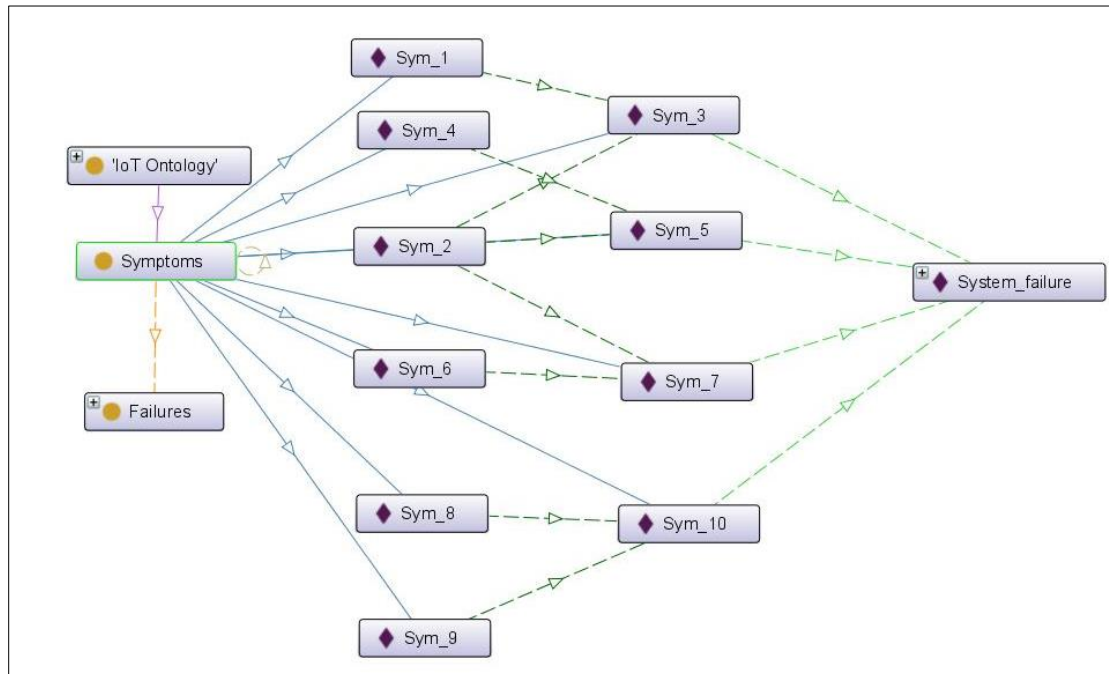 Sym_1
Sym_3
Sym_4
'IoT Ontology'
Sym_5
Sym_2
Symptoms
System_failure
Sym_6
Sym_7
Failures
Sym_8
Sym_10
Sym_9